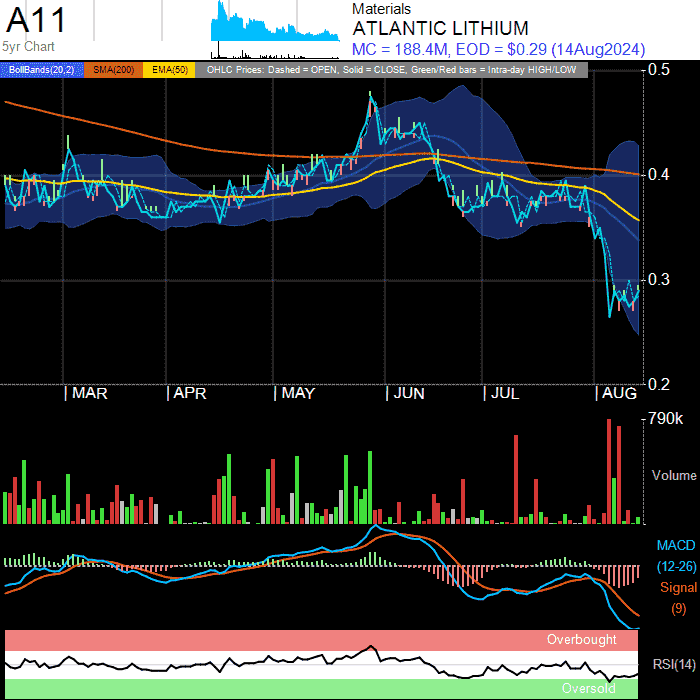 A11
5yr Chart
Materials
ATLANTIC LITHIUM
MC = 188.4M, EOD = $0.29 (14Aug2024)
BollBands(20,2) SMA(200) EMA(50) OHLC Prices: Dashed = OPEN, Solid = CLOSE, Green/Red bars = Intra-day HIGH/LOW
0.5
0.4
0.3
0.2
| MAR | APR | MAY | JUN | JUL | AUG
790k
Volume
MACD
(12-26)
Signal
(9)
Overbought
RSI(14)
Oversold